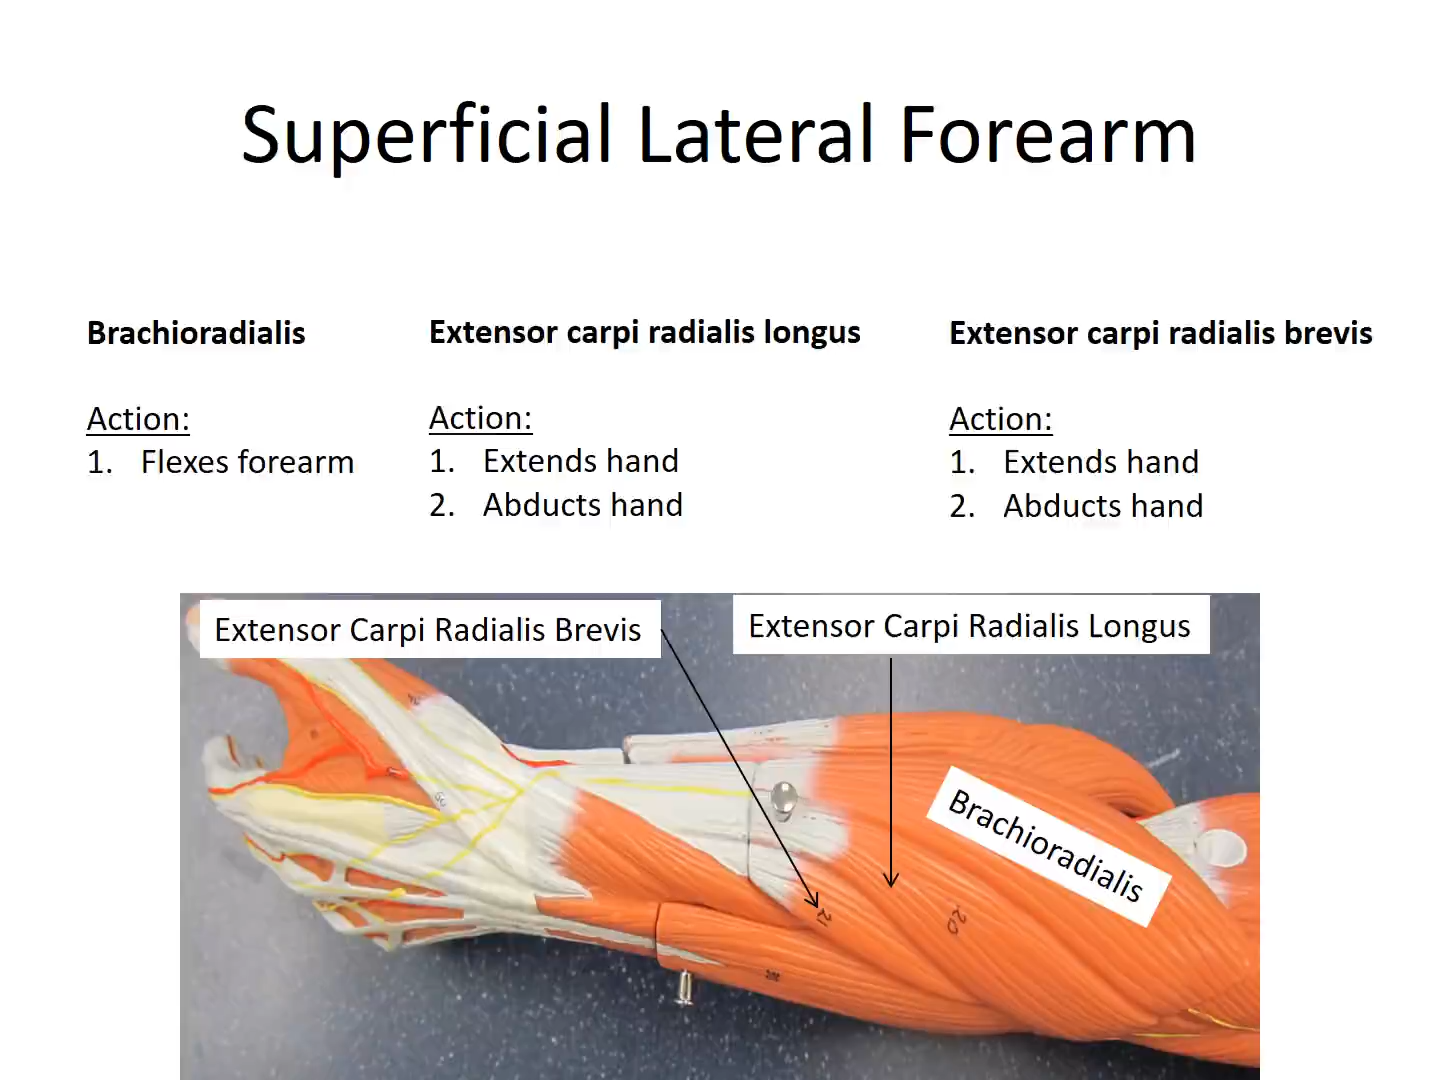 Superficial Lateral Forearm
Brachioradialis
Action:
1. Flexes forearm
Extensor carpi radialis longus
Action:
1. Extends hand
2. Abducts hand
Extensor carpi radialis brevis
Action:
1. Extends hand
2. Abducts hand
Extensor Carpi Radialis Brevis
Extensor Carpi Radialis Longus
Brachioradialis
21
20